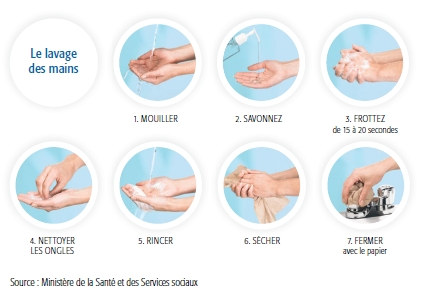 Le lavage
des mains
1. MOUILLER
2. SAVONNEZ
3. FROTTEZ
de 15 à 20 secondes
4. NETTOYER
LES ONGLES
5. RINCER
6. SÉCHER
7. FERMER
avec le papier
Source : Ministère de la Santé et des Services sociaux